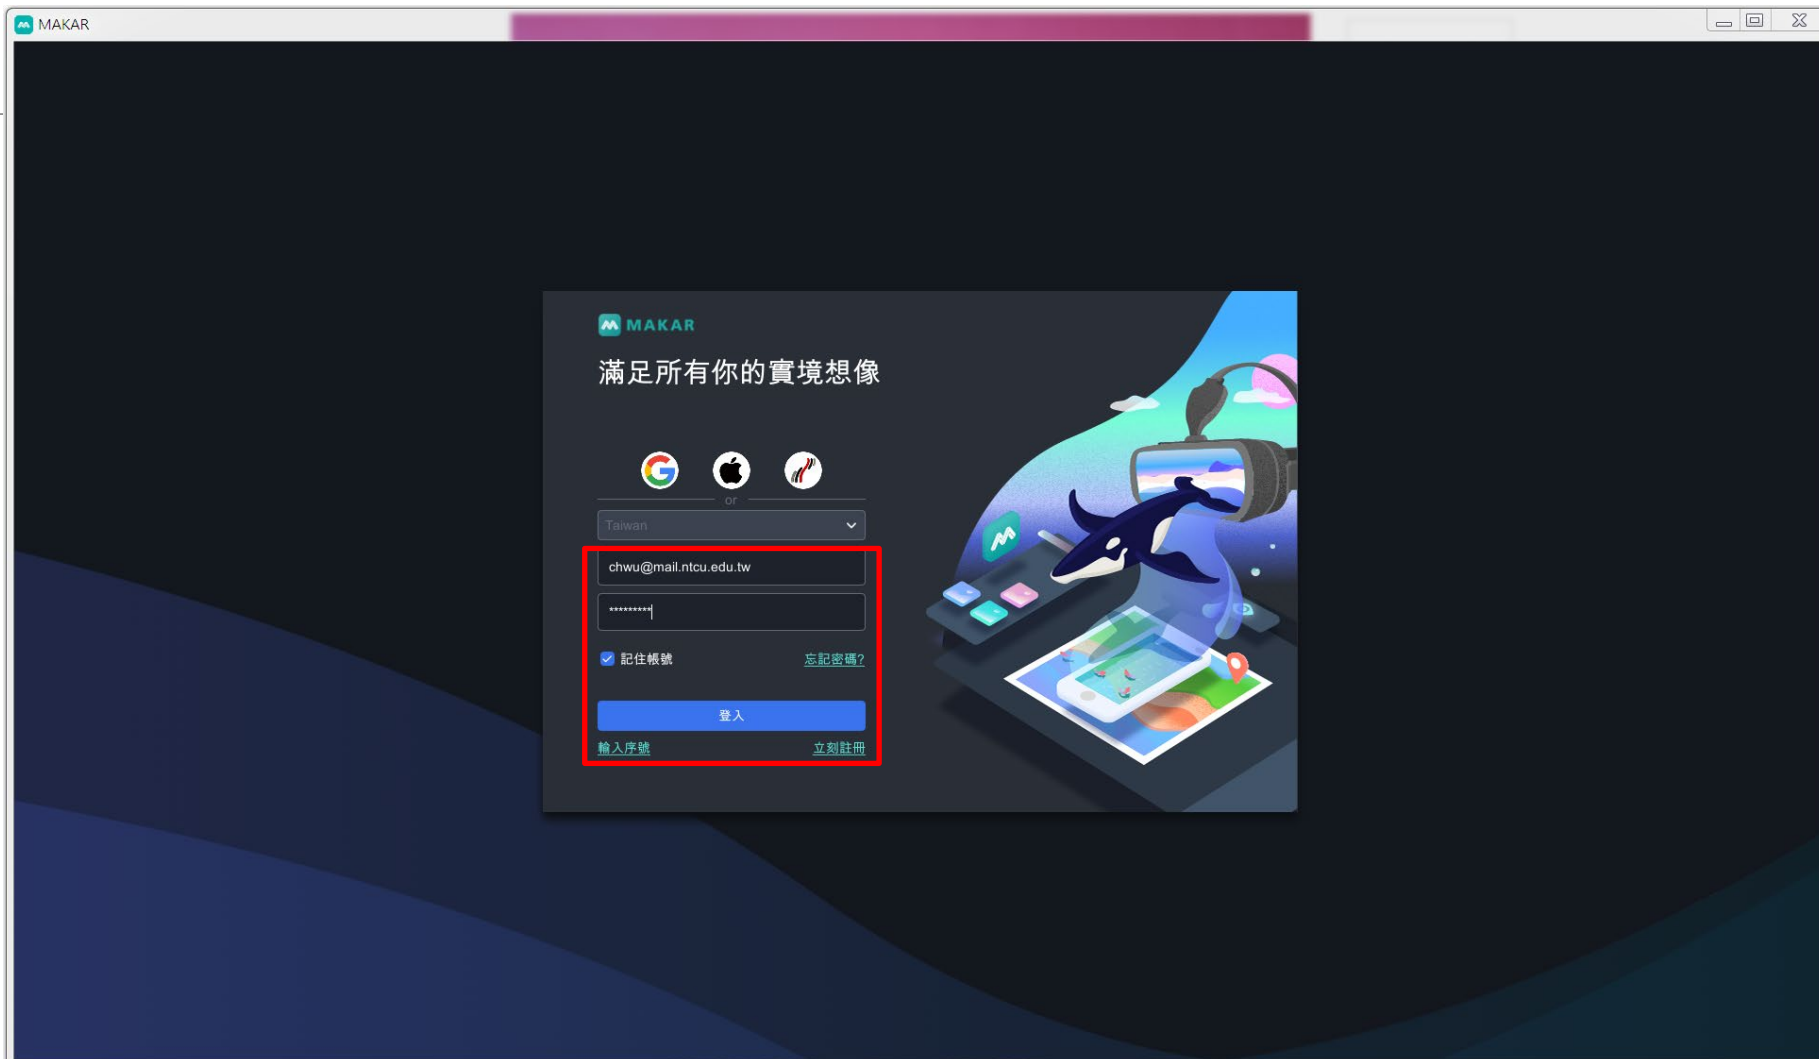 MAKAR
MAKAR
滿足所有你的實境想像
or
Taiwan
chwu@mail.ntcu.edu.tw
*********
記住帳號 忘記密碼?
登入
輸入序號 立刻註冊